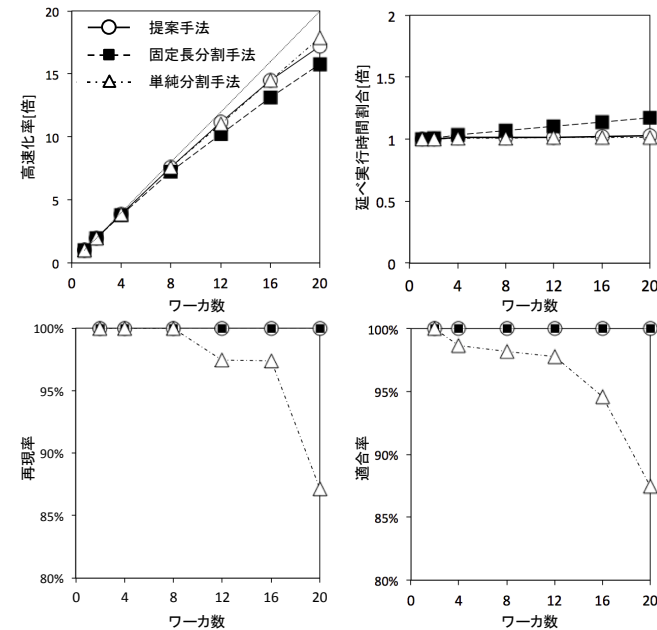 提案手法
固定長分割手法
単純分割手法
高速化率[倍]
20
15
10
5
0
0 4 8 12 16 20
ワーカ数
延べ実行時間割合[倍]
2
1.5
1
0.5
0
0 4 8 12 16 20
ワーカ数
再現率
100%
95%
90%
85%
80%
0 4 8 12 16 20
ワーカ数
適合率
100%
95%
90%
85%
80%
0 4 8 12 16 20
ワーカ数